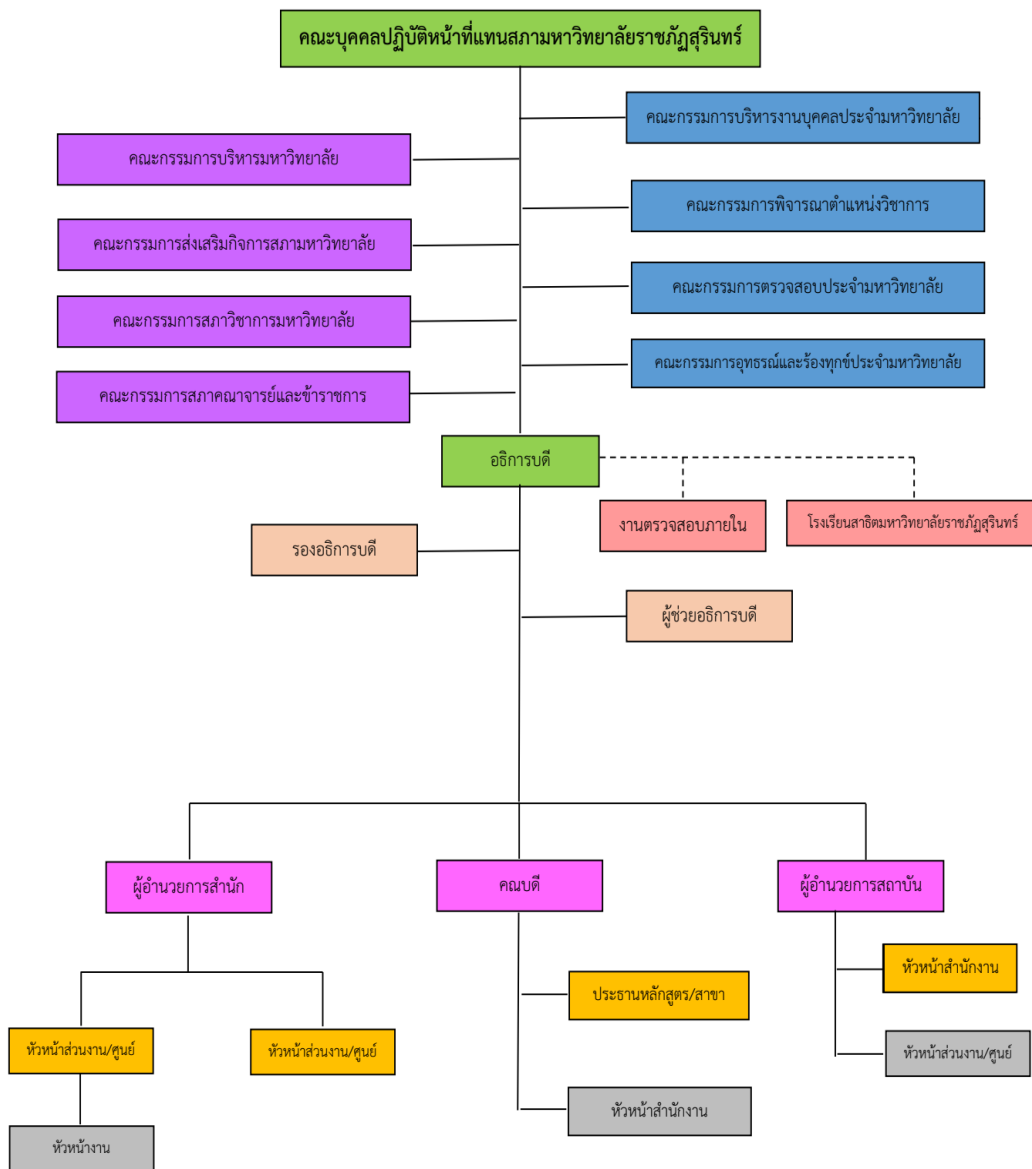 คณะบุคคลปฏิบัติหน้าที่แทนสภามหาวิทยาลัยราชภัฏสุรินทร์
คณะกรรมการบริหารงานบุคคลประจำมหาวิทยาลัย
คณะกรรมการบริหารมหาวิทยาลัย
คณะกรรมการพิจารณาตำแหน่งวิชาการ
คณะกรรมการส่งเสริมกิจการสภามหาวิทยาลัย
คณะกรรมการตรวจสอบประจำมหาวิทยาลัย
คณะกรรมการสภาวิชาการมหาวิทยาลัย
คณะกรรมการอุทธรณ์และร้องทุกข์ประจำมหาวิทยาลัย
คณะกรรมการสภาคณาจารย์และข้าราชการ
อธิการบดี
งานตรวจสอบภายใน
โรงเรียนสาธิตมหาวิทยาลัยราชภัฏสุรินทร์
รองอธิการบดี
ผู้ช่วยอธิการบดี
ผู้อำนวยการสำนัก
คณบดี
ผู้อำนวยการสถาบัน
หัวหน้าสำนักงาน
ประธานหลักสูตร/สาขา
หัวหน้าส่วนงาน/ศูนย์
หัวหน้าส่วนงาน/ศูนย์
หัวหน้าส่วนงาน/ศูนย์
หัวหน้าสำนักงาน
หัวหน้างาน